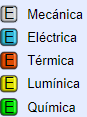 E Mecánica
E Eléctrica
E Térmica
E Lumínica
E Química